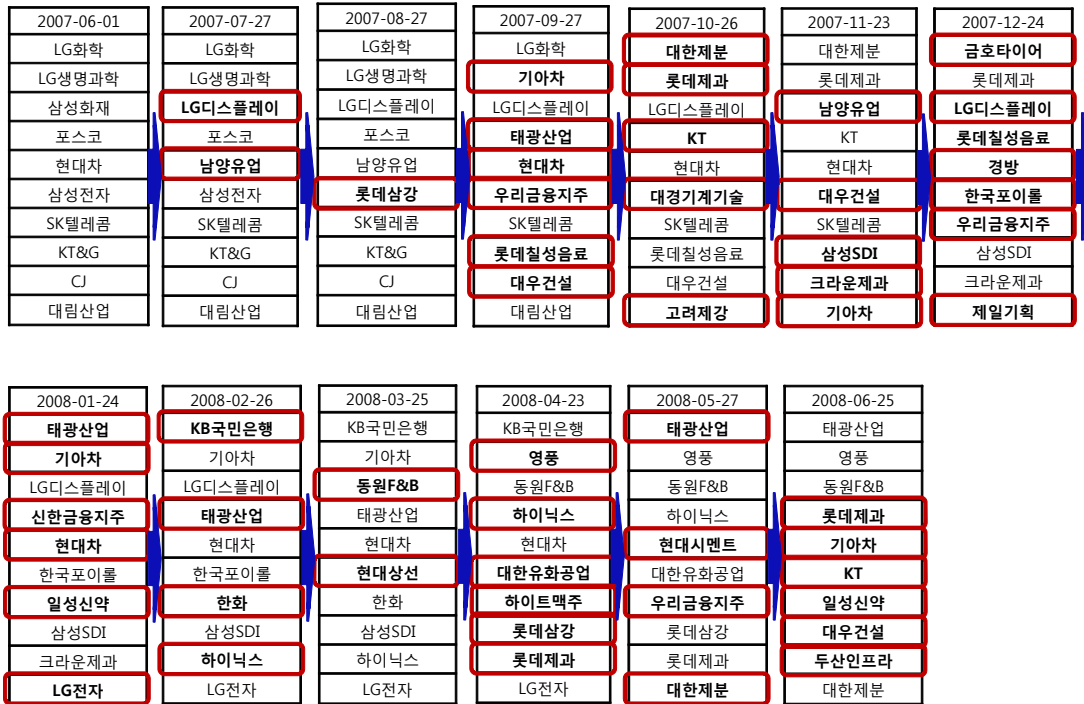 2007-06-01 2007-07-27 2007-08-27 2007-09-27 2007-10-26 2007-11-23 2007-12-24
LG화학 LG화학 LG화학 LG화학 대한제분 대한제분 금호타이어
LG생명과학 LG생명과학 LG생명과학 기아차 롯데제과 롯데제과 롯데제과
삼성화재 LG디스플레이 LG디스플레이 LG디스플레이 LG디스플레이 남양유업 LG디스플레이
포스코 포스코 포스코 태광산업 KT KT 롯데칠성음료
현대차 남양유업 남양유업 현대차 현대차 현대차 경방
삼성전자 삼성전자 롯데삼강 우리금융지주 대경기계기술 대우건설 한국포이롤
SK텔레콤 SK텔레콤 SK텔레콤 SK텔레콤 SK텔레콤 SK텔레콤 우리금융지주
KT&G KT&G KT&G 롯데칠성음료 롯데칠성음료 삼성SDI 삼성SDI
CJ CJ CJ 대우건설 대우건설 크라운제과 크라운제과
대림산업 대림산업 대림산업 대림산업 고려제강 기아차 제일기획
2008-01-24 2008-02-26 2008-03-25 2008-04-23 2008-05-27 2008-06-25
태광산업 KB국민은행 KB국민은행 KB국민은행 태광산업 태광산업
기아차 기아차 기아차 영풍 영풍 영풍
LG디스플레이 LG디스플레이 동원F&B 동원F&B 동원F&B 동원F&B
신한금융지주 태광산업 태광산업 하이닉스 하이닉스 롯데제과
현대차 현대차 현대차 현대차 현대시멘트 기아차
한국포이롤 한국포이롤 현대상선 대한유화공업 대한유화공업 KT
일성신약 한화 한화 하이트맥주 우리금융지주 일성신약
삼성SDI 삼성SDI 삼성SDI 롯데삼강 롯데삼강 대우건설
크라운제과 하이닉스 하이닉스 롯데제과 롯데제과 두산인프라
LG전자 LG전자 LG전자 LG전자 대한제분 대한제분